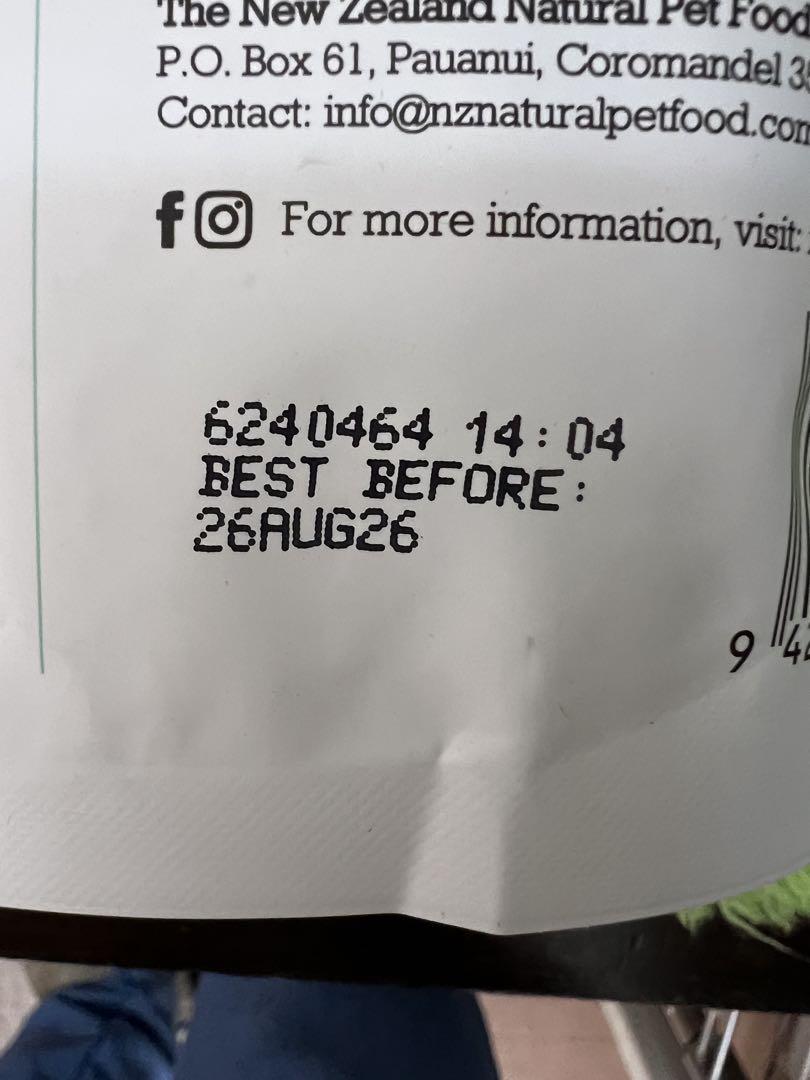 The New Zealand Natural Pet Food
P.O. Box 61, Pauanui, Coromandel
Contact: info@nznaturalpetfood.com
For more information, visit:
6240464 14:04
BEST BEFORE:
26AUG26
9